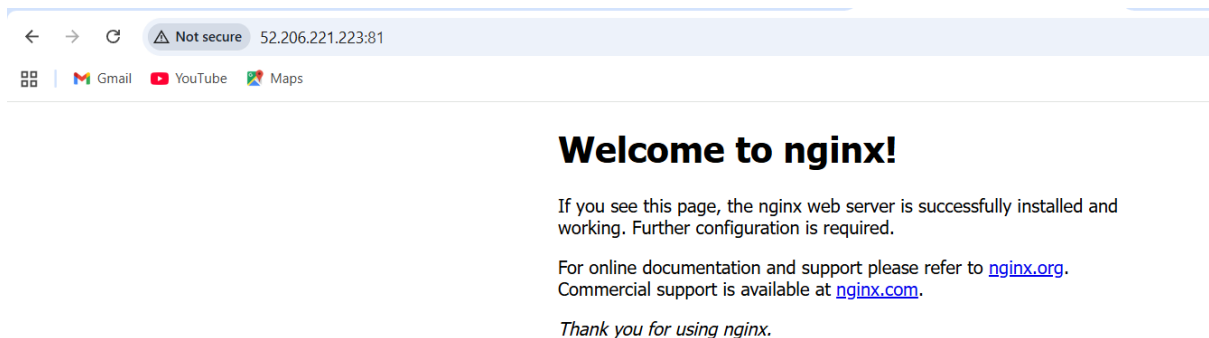 Not secure 52.206.221.223:81
Gmail YouTube Maps
Welcome to nginx!
If you see this page, the nginx web server is successfully installed and
working. Further configuration is required.
For online documentation and support please refer to nginx.org.
Commercial support is available at nginx.com.
Thank you for using nginx.